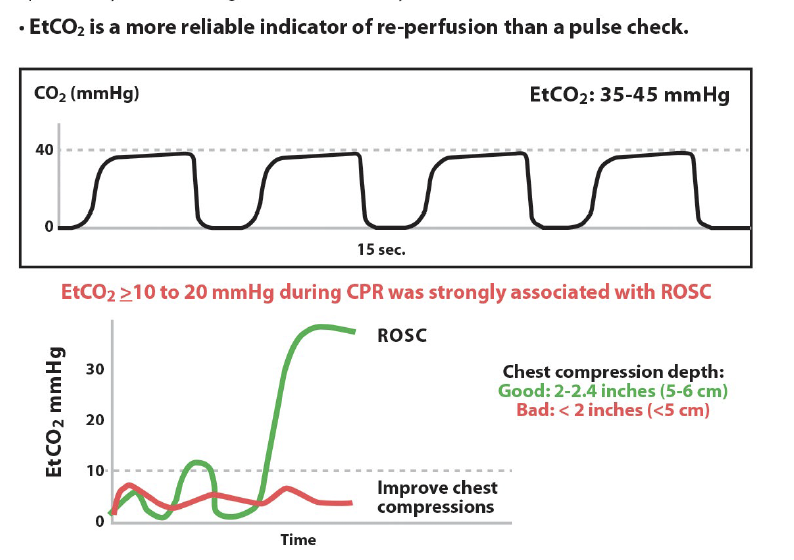 • EtCO₂ is a more reliable indicator of re-perfusion than a pulse check.
CO₂ (mmHg)
EtCO₂: 35-45 mmHg
40
0
15 sec.
EtCO₂ ≥10 to 20 mmHg during CPR was strongly associated with ROSC
EtCO₂ mmHg
30
20
10
0
ROSC
Chest compression depth:
Good: 2-2.4 inches (5-6 cm)
Bad: < 2 inches (<5 cm)
Improve chest
compressions
Time